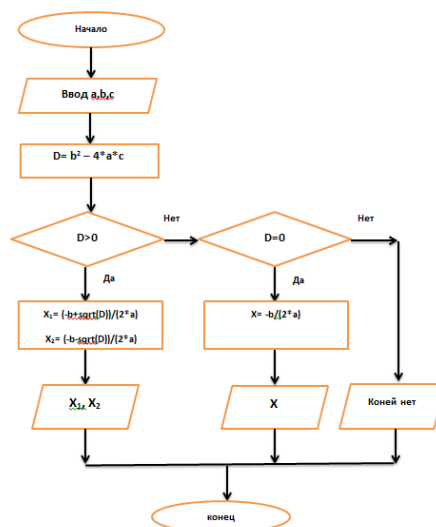 Начало
Ввод a,b,c
D= b² – 4*a*c
D>0
Нет
D=0
Нет
Да
Да
X₁= (-b+sqrt(D))/(2*a)
X₂= (-b-sqrt(D))/(2*a)
X= -b/(2*a)
X₁, X₂
X
Коней нет
конец